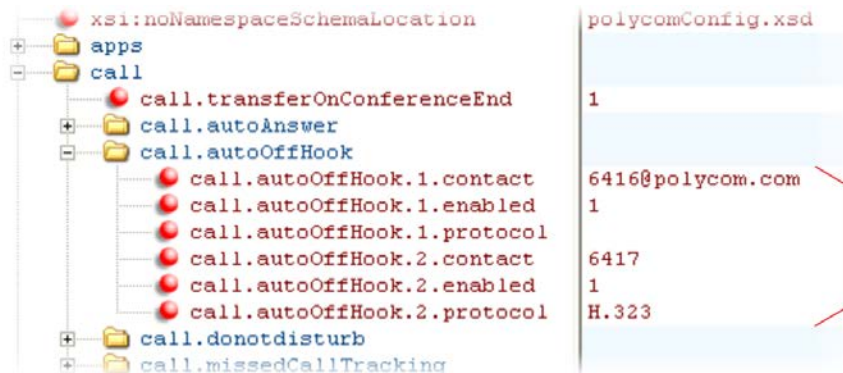 xsi:noNamespaceSchemaLocation polycomConfig.xsd
apps
call
call.transferOnConferenceEnd 1
call.autoAnswer
call.autoOffHook
call.autoOffHook.1.contact 6416@polycom.com
call.autoOffHook.1.enabled 1
call.autoOffHook.1.protocol
call.autoOffHook.2.contact 6417
call.autoOffHook.2.enabled 1
call.autoOffHook.2.protocol H.323
call.donotdisturb
call.missedCallTracking